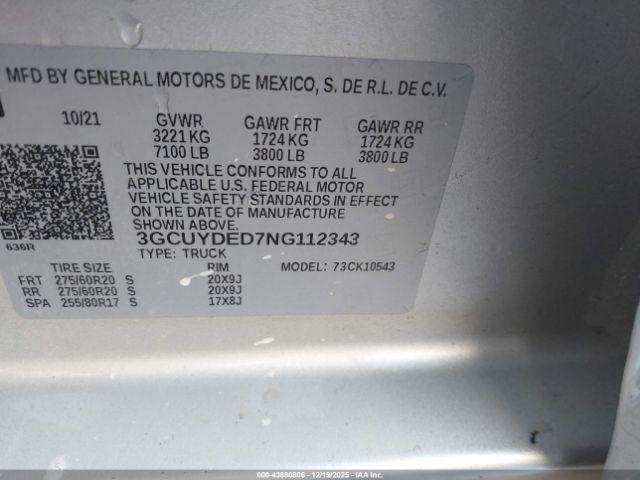 MFD BY GENERAL MOTORS DE MEXICO, S. DE R.L. DE C.V.
10/21 GVWR GAWR FRT GAWR RR
3221 KG 1724 KG 1724 KG
7100 LB 3800 LB 3800 LB
THIS VEHICLE CONFORMS TO ALL
APPLICABLE U.S. FEDERAL MOTOR
VEHICLE SAFETY STANDARDS IN EFFECT
ON THE DATE OF MANUFACTURE
SHOWN ABOVE.
636R
3GCUYDED7NG112343
TYPE: TRUCK
TIRE SIZE RIM MODEL: 73CK10543
FRT 275/60R20 S 20X9J
RR 275/60R20 S 20X9J
SPA 255/80R17 S 17X8J
000-43880806 - 12/19/2025 - IAAI.COM